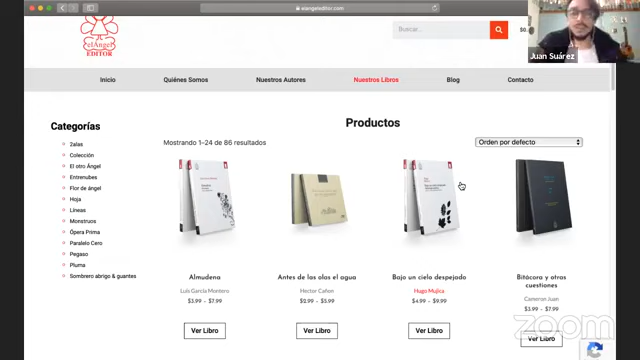 elangeleditor.com
Buscar...
$0.
elAngel
EDITOR
Juan Suárez
Inicio
Quiénes Somos
Nuestros Autores
Nuestros Libros
Blog
Contacto
Categorías
2alas
Colección
El otro Ángel
Entrenubes
Flor de ángel
Hoja
Líneas
Monstruos
Ópera Prima
Paralelo Cero
Pegaso
Pluma
Sombrero abrigo & guantes
Productos
Mostrando 1–24 de 86 resultados
Orden por defecto
Almudena
Luis García Montero
$3.99 – $7.99
Ver Libro
Antes de las olas el agua
Hector Cañon
$2.99 – $5.99
Ver Libro
Bajo un cielo despejado
Hugo Mujica
$4.99 – $9.99
Ver Libro
Bitácora y otras
cuestiones
Cameron Juan
$3.99 – $7.99
Ver Libro
zoom